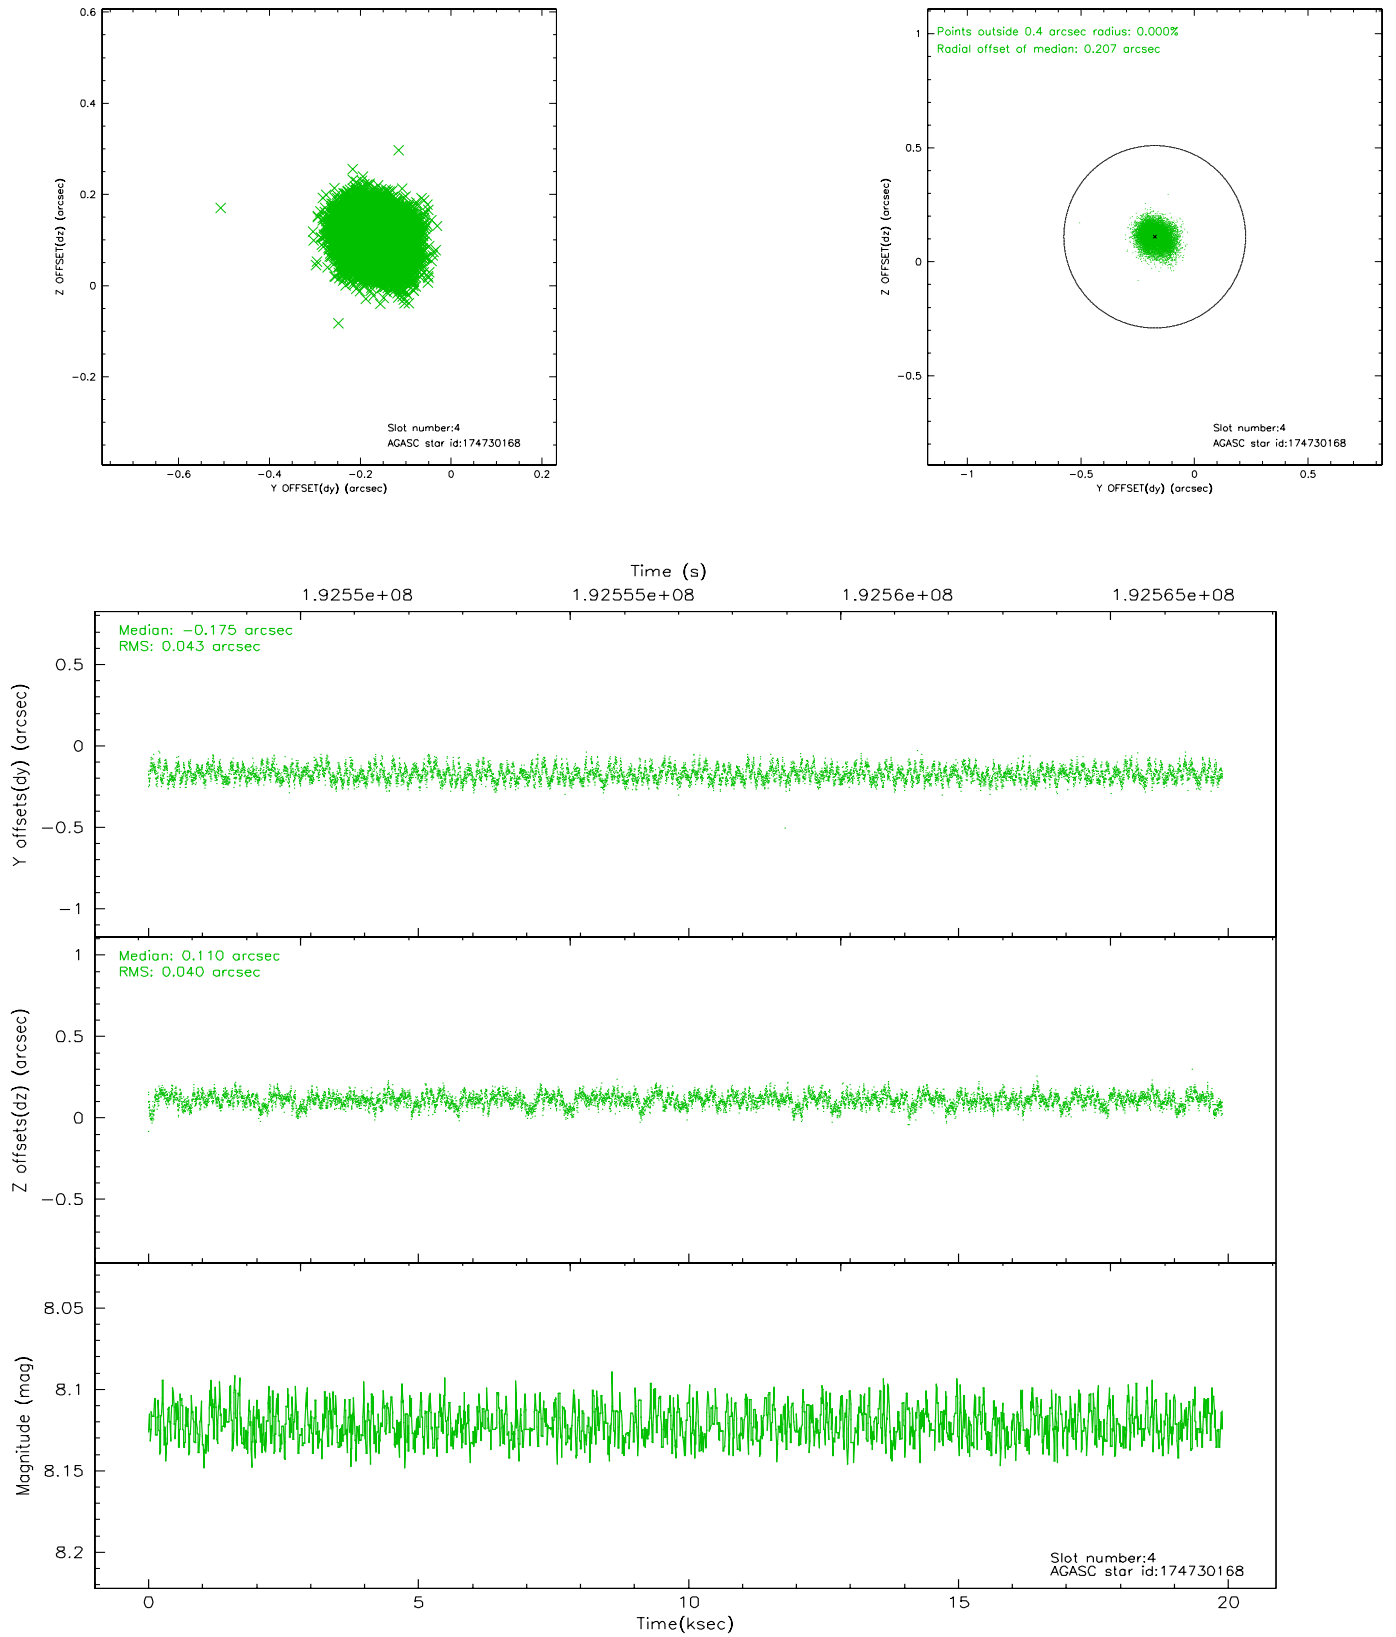 0.6
0.4
0.2
0
−0.2
Z OFFSET(dz) (arcsec)
Slot number:4
AGASC star id:174730168
−0.6 −0.4 −0.2 0 0.2
Y OFFSET(dy) (arcsec)
Points outside 0.4 arcsec radius: 0.000%
Radial offset of median: 0.207 arcsec
1
0.5
0
−0.5
Z OFFSET(dz) (arcsec)
Slot number:4
AGASC star id:174730168
−1 −0.5 0 0.5
Y OFFSET(dy) (arcsec)
Time (s)
1.9255e+08 1.92555e+08 1.9256e+08 1.92565e+08
Median: −0.175 arcsec
RMS: 0.043 arcsec
0.5
0
−0.5
−1
Y offsets(dy) (arcsec)
Median: 0.110 arcsec
RMS: 0.040 arcsec
1
0.5
0
−0.5
Z offsets(dz) (arcsec)
8.05
8.1
8.15
8.2
Magnitude (mag)
Slot number:4
AGASC star id:174730168
0 5 10 15 20
Time(ksec)